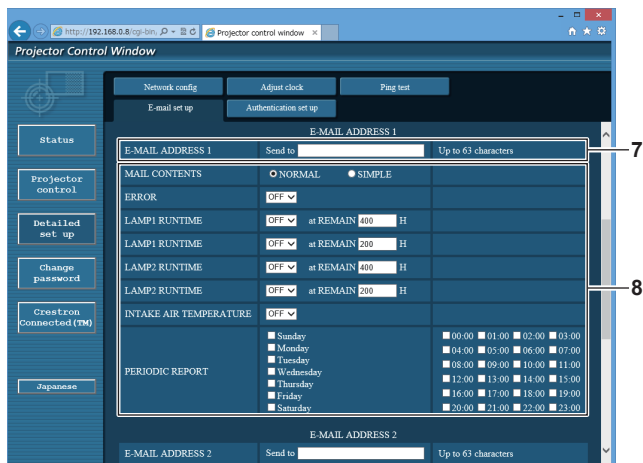 http://192.168.0.8/cgi-bin,
Projector control window
Projector Control Window
Network config Adjust clock Ping test
E-mail set up Authentication set up
Status
Projector control
Detailed set up
Change password
Crestron Connected(TM)
Japanese
E-MAIL ADDRESS 1
E-MAIL ADDRESS 1 Send to Up to 63 characters
7
MAIL CONTENTS NORMAL SIMPLE
ERROR OFF
LAMP1 RUNTIME OFF at REMAIN 400 H
LAMP1 RUNTIME OFF at REMAIN 200 H
LAMP2 RUNTIME OFF at REMAIN 400 H
8
LAMP2 RUNTIME OFF at REMAIN 200 H
INTAKE AIR TEMPERATURE OFF
PERIODIC REPORT
Sunday
Monday
Tuesday
Wednesday
Thursday
Friday
Saturday
00:00 01:00 02:00 03:00
04:00 05:00 06:00 07:00
08:00 09:00 10:00 11:00
12:00 13:00 14:00 15:00
16:00 17:00 18:00 19:00
20:00 21:00 22:00 23:00
E-MAIL ADDRESS 2
E-MAIL ADDRESS 2 Send to Up to 63 characters